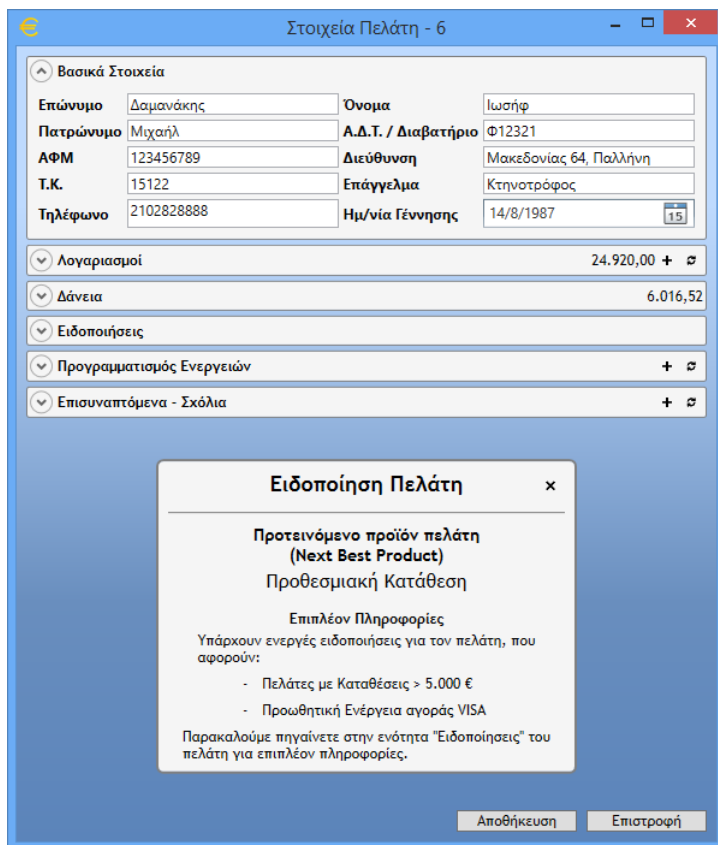 € Στοιχεία Πελάτη - 6
Βασικά Στοιχεία
Επώνυμο Δαμανάκης Όνομα Ιωσήφ
Πατρώνυμο Μιχαήλ Α.Δ.Τ. / Διαβατήριο Φ12321
ΑΦΜ 123456789 Διεύθυνση Μακεδονίας 64, Παλλήνη
Τ.Κ. 15122 Επάγγελμα Κτηνοτρόφος
Τηλέφωνο 2102828888 Ημ/νία Γέννησης 14/8/1987 15
Λογαριασμοί 24.920,00 +
Δάνεια 6.016,52
Ειδοποιήσεις
Προγραμματισμός Ενεργειών +
Επισυναπτόμενα - Σχόλια +
Ειδοποίηση Πελάτη ×
Προτεινόμενο προϊόν πελάτη
(Next Best Product)
Προθεσμιακή Κατάθεση
Επιπλέον Πληροφορίες
Υπάρχουν ενεργές ειδοποιήσεις για τον πελάτη, που
αφορούν:
- Πελάτες με Καταθέσεις > 5.000 €
- Προωθητική Ενέργεια αγοράς VISA
Παρακαλούμε πηγαίνετε στην ενότητα "Ειδοποίησεις" του
πελάτη για επιπλέον πληροφορίες.
Αποθήκευση Επιστροφή